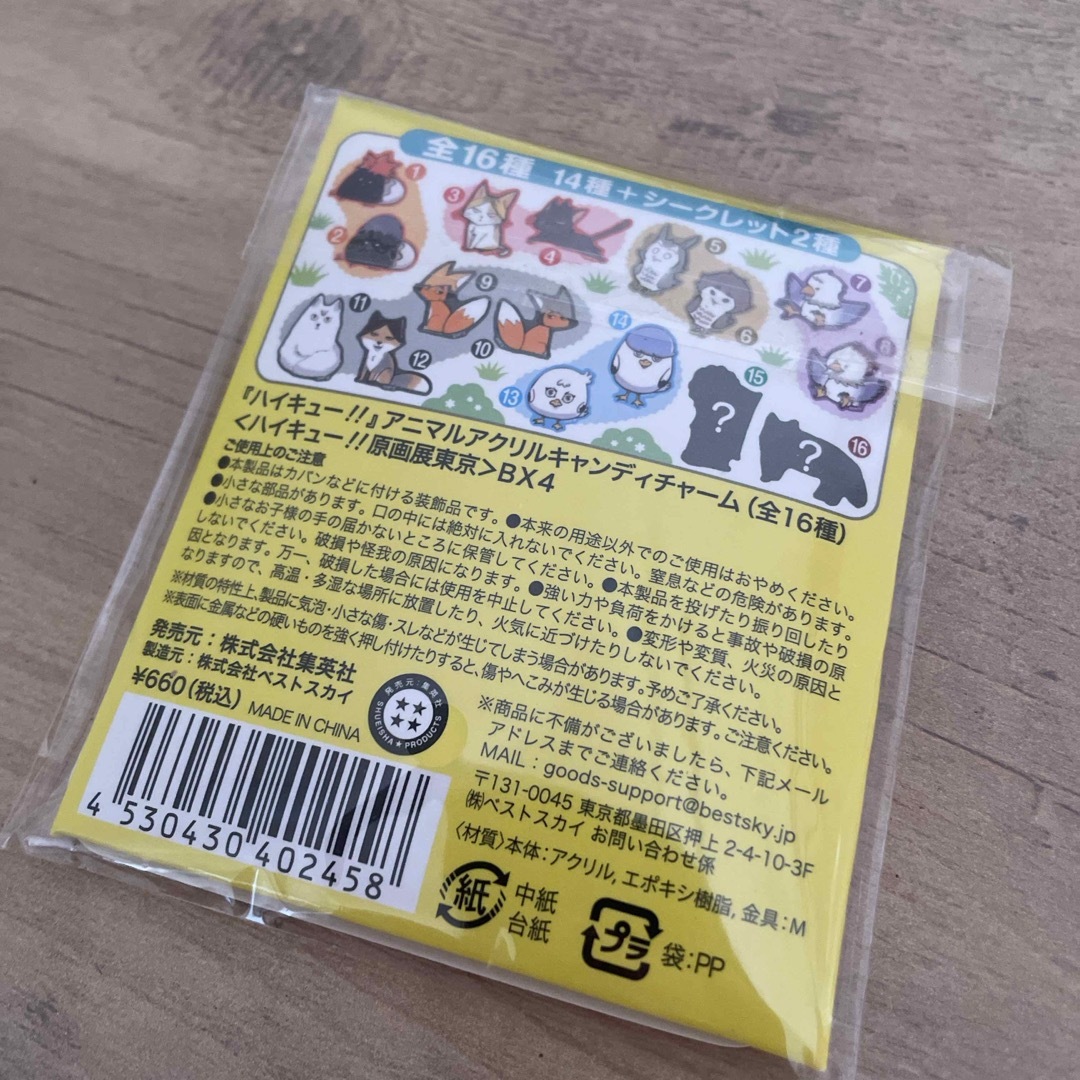 全16種 14種+シークレット2種
1
2
3
4
5
6
7
8
9
10
11
12
13
14
15
16
?
?
『ハイキュー!!』アニマルアクリルキャンディチャーム(全16種)
<ハイキュー!!原画展東京>BX4
ご使用上のご注意
●本製品はカバンなどに付ける装飾品です。●本来の用途以外でのご使用はおやめください。
●小さな部品があります。口の中には絶対に入れないでください。窒息などの危険があります。
●小さなお子様の手の届かないところに保管してください。●本製品を投げたり振り回したり
しないでください。破損や怪我の原因になります。●強い力や負荷をかけると事故や破損の原
因となります。万一、破損した場合には使用を中止してください。●変形や変質、火災の原因と
なりますので、高温・多湿な場所に放置したり、火気に近づけたりしないでください。
※材質の特性上、製品に気泡・小さな傷・スレなどが生じてしまう場合があります。予めご了承ください。
※表面に金属などの硬いものを強く押し付けたりすると、傷やへこみが生じる場合があります。ご注意ください。
発売元:株式会社集英社
製造元:株式会社ベストスカイ
¥660(税込) MADE IN CHINA
発売元:集英社
SHUEISHA★PRODUCTS
※商品に不備がございましたら、下記メール
アドレスまでご連絡ください。
MAIL:goods-support@bestsky.jp
〒131-0045 東京都墨田区押上 2-4-10-3F
㈱ベストスカイ お問い合わせ係
〈材質〉本体:アクリル,エポキシ樹脂,金具:M
4 530430 402458
紙 中紙
台紙
プラ 袋:PP